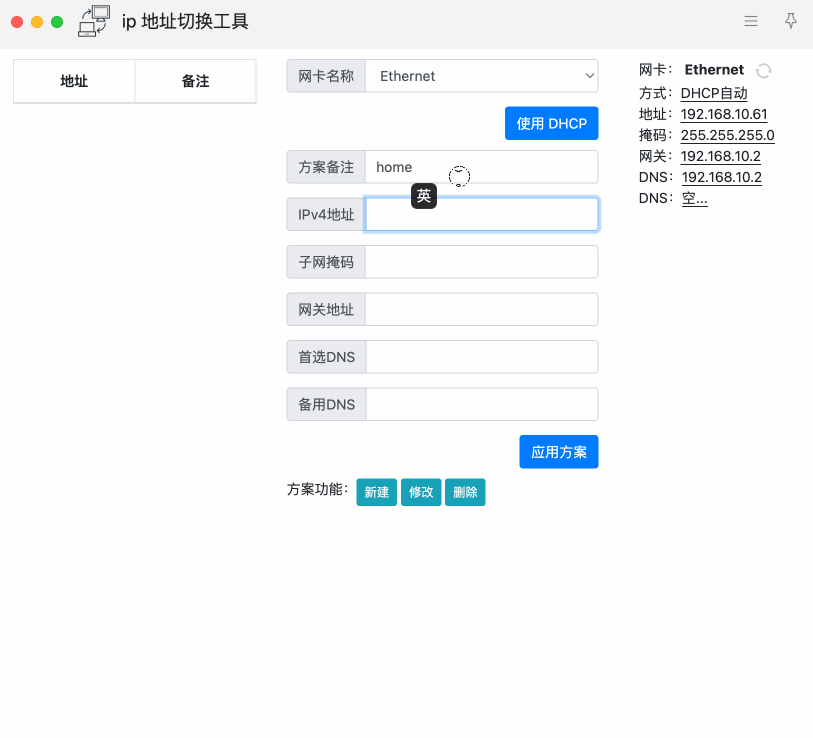 ip 地址切换工具
地址 备注
网卡名称 Ethernet
使用 DHCP
方案备注 home
英
IPv4地址
子网掩码
网关地址
首选DNS
备用DNS
应用方案
方案功能： 新建 修改 删除
网卡： Ethernet
方式： DHCP自动
地址： 192.168.10.61
掩码： 255.255.255.0
网关： 192.168.10.2
DNS： 192.168.10.2
DNS： 空...